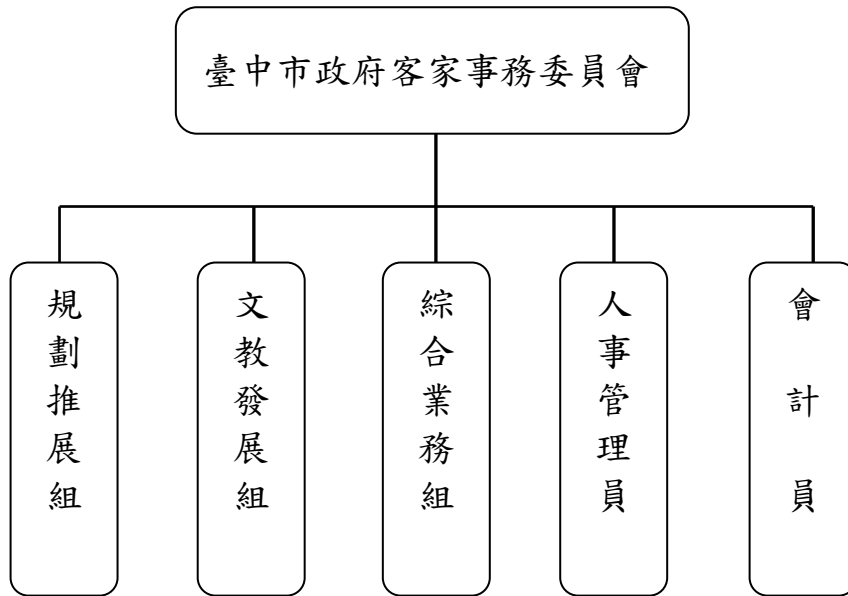 臺中市政府客家事務委員會
規劃推展組
文教發展組
綜合業務組
人事管理員
會計員